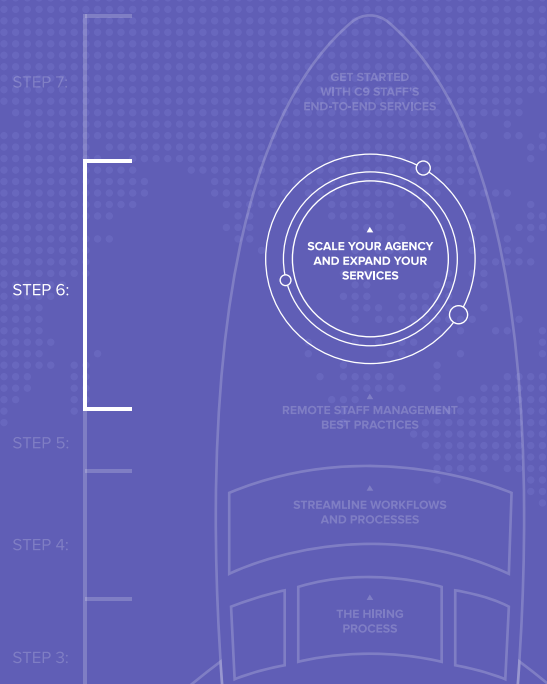 STEP 7:
GET STARTED
WITH C9 STAFF'S
END-TO-END SERVICES
STEP 6:
SCALE YOUR AGENCY
AND EXPAND YOUR
SERVICES
STEP 5:
REMOTE STAFF MANAGEMENT
BEST PRACTICES
STEP 4:
STREAMLINE WORKFLOWS
AND PROCESSES
STEP 3:
THE HIRING
PROCESS